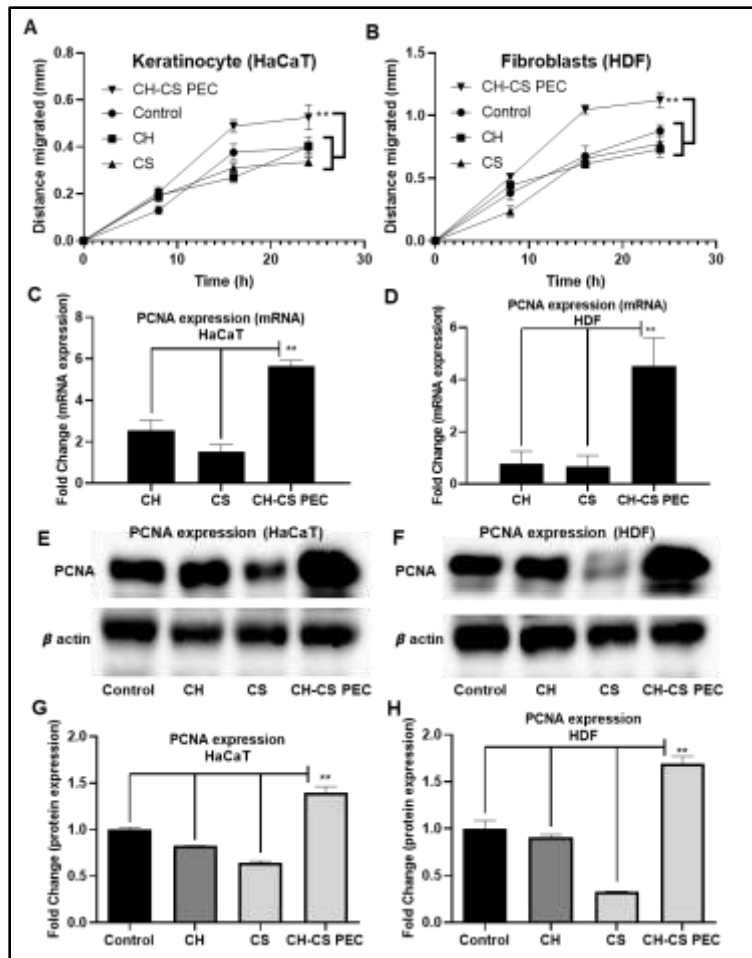 A
Keratinocyte (HaCaT)
CH-CS PEC
Control
CH
CS
**
Distance migrated (mm)
0.8
0.6
0.4
0.2
0.0
0 10 20 30
Time (h)
B
Fibroblasts (HDF)
CH-CS PEC
Control
CH
CS
**
Distance migrated (mm)
1.5
1.0
0.5
0.0
0 10 20 30
Time (h)
C
PCNA expression (mRNA)
HaCaT
**
Fold Change (mRNA expression)
8
6
4
2
0
CH CS CH-CS PEC
D
PCNA expression (mRNA)
HDF
**
Fold Change (mRNA expression)
6
4
2
0
CH CS CH-CS PEC
E
PCNA expression (HaCaT)
PCNA
β actin
Control CH CS CH-CS PEC
F
PCNA expression (HDF)
PCNA
β actin
Control CH CS CH-CS PEC
G
PCNA expression
HaCaT
**
Fold Change (protein expression)
2.0
1.5
1.0
0.5
0.0
Control CH CS CH-CS PEC
H
PCNA expression
HDF
**
Fold Change (protein expression)
2.0
1.5
1.0
0.5
0.0
Control CH CS CH-CS PEC